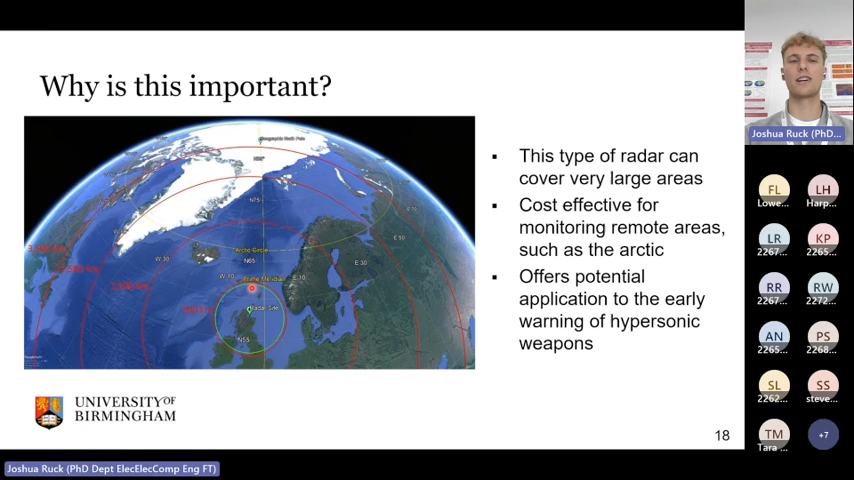 Why is this important?
Geographic North Pole
N75
Arctic Circle
N65
W 30
W 10
E 10
E 30
E 50
Prime Meridian
Radar Site
N55
▪ This type of radar can
cover very large areas
▪ Cost effective for
monitoring remote areas,
such as the arctic
▪ Offers potential
application to the early
warning of hypersonic
weapons
UNIVERSITY OF
BIRMINGHAM
18
Joshua Ruck (PhD Dept ElecElecComp Eng FT)
Joshua Ruck (PhD...
FL
Lowe...
LH
Harp...
LR
2267...
KP
2265...
RR
2267...
RW
2272...
AN
2265...
PS
2268...
SL
2262...
SS
steve...
TM
Tara ...
+7